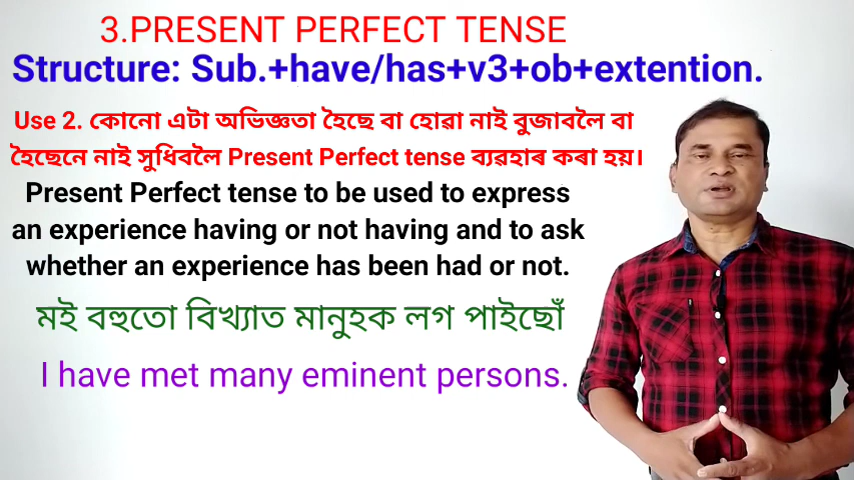 3.PRESENT PERFECT TENSE
Structure: Sub.+have/has+v3+ob+extention.
Use 2. কোনো এটা অভিজ্ঞতা হৈছে বা হোৱা নাই বুজাবলৈ বা
হৈছেনে নাই সুধিবলৈ Present Perfect tense ব্যৱহাৰ কৰা হয়।
Present Perfect tense to be used to express
an experience having or not having and to ask
whether an experience has been had or not.
মই বহুতো বিখ্যাত মানুহক লগ পাইছোঁ
I have met many eminent persons.